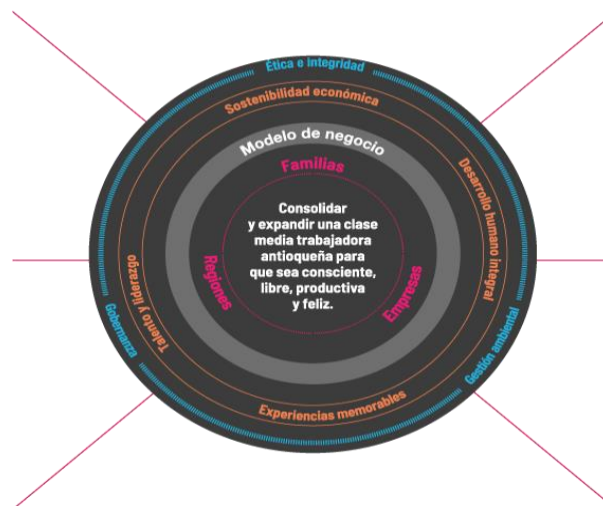 Ética e integridad
Sostenibilidad económica
Modelo de negocio
Familias
Consolidar
y expandir una clase
media trabajadora
antioqueña para
que sea consciente,
libre, productiva
y feliz.
Regiones
Empresas
Desarrollo humano integral
Talento y liderazgo
Gobernanza
Gestión ambiental
Experiencias memorables